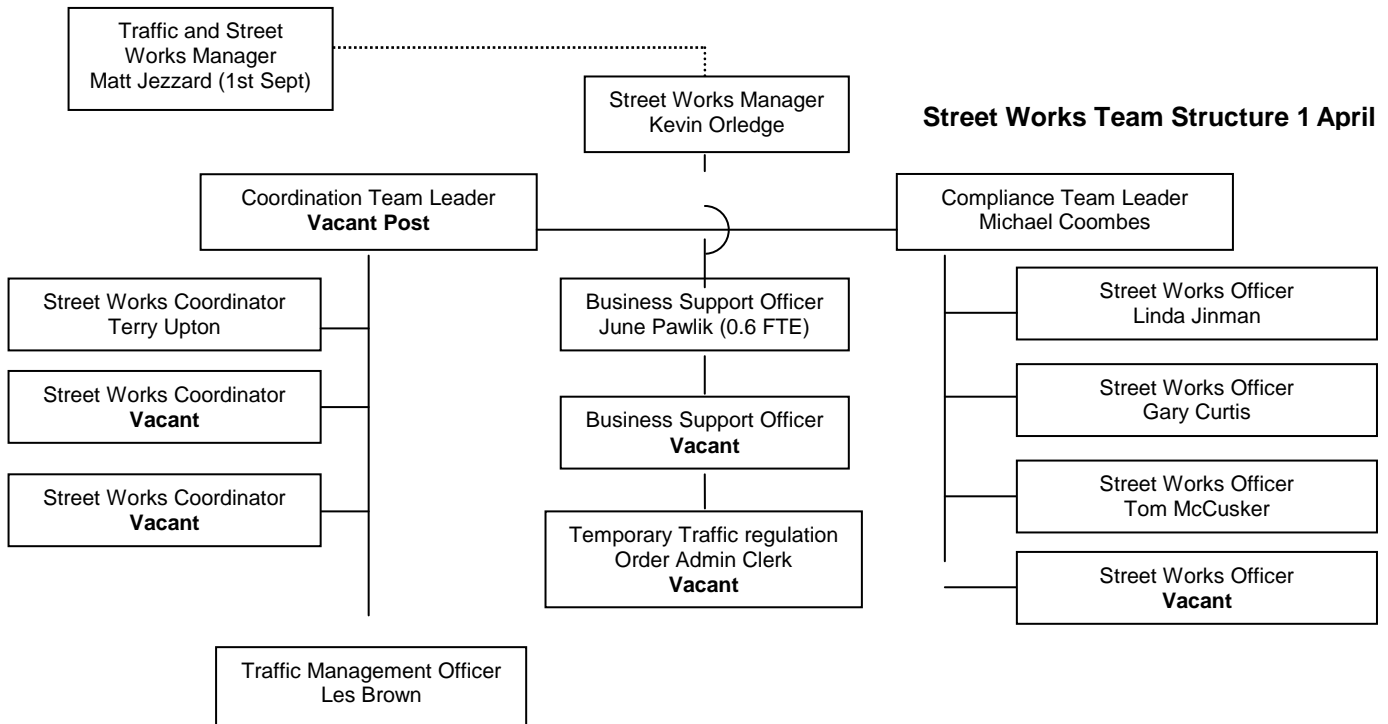 Traffic and Street
Works Manager
Matt Jezzard (1st Sept)
Street Works Manager
Kevin Orledge
Street Works Team Structure 1 April
Coordination Team Leader
Vacant Post
Compliance Team Leader
Michael Coombes
Street Works Coordinator
Terry Upton
Street Works Coordinator
Vacant
Street Works Coordinator
Vacant
Traffic Management Officer
Les Brown
Business Support Officer
June Pawlik (0.6 FTE)
Business Support Officer
Vacant
Temporary Traffic regulation
Order Admin Clerk
Vacant
Street Works Officer
Linda Jinman
Street Works Officer
Gary Curtis
Street Works Officer
Tom McCusker
Street Works Officer
Vacant